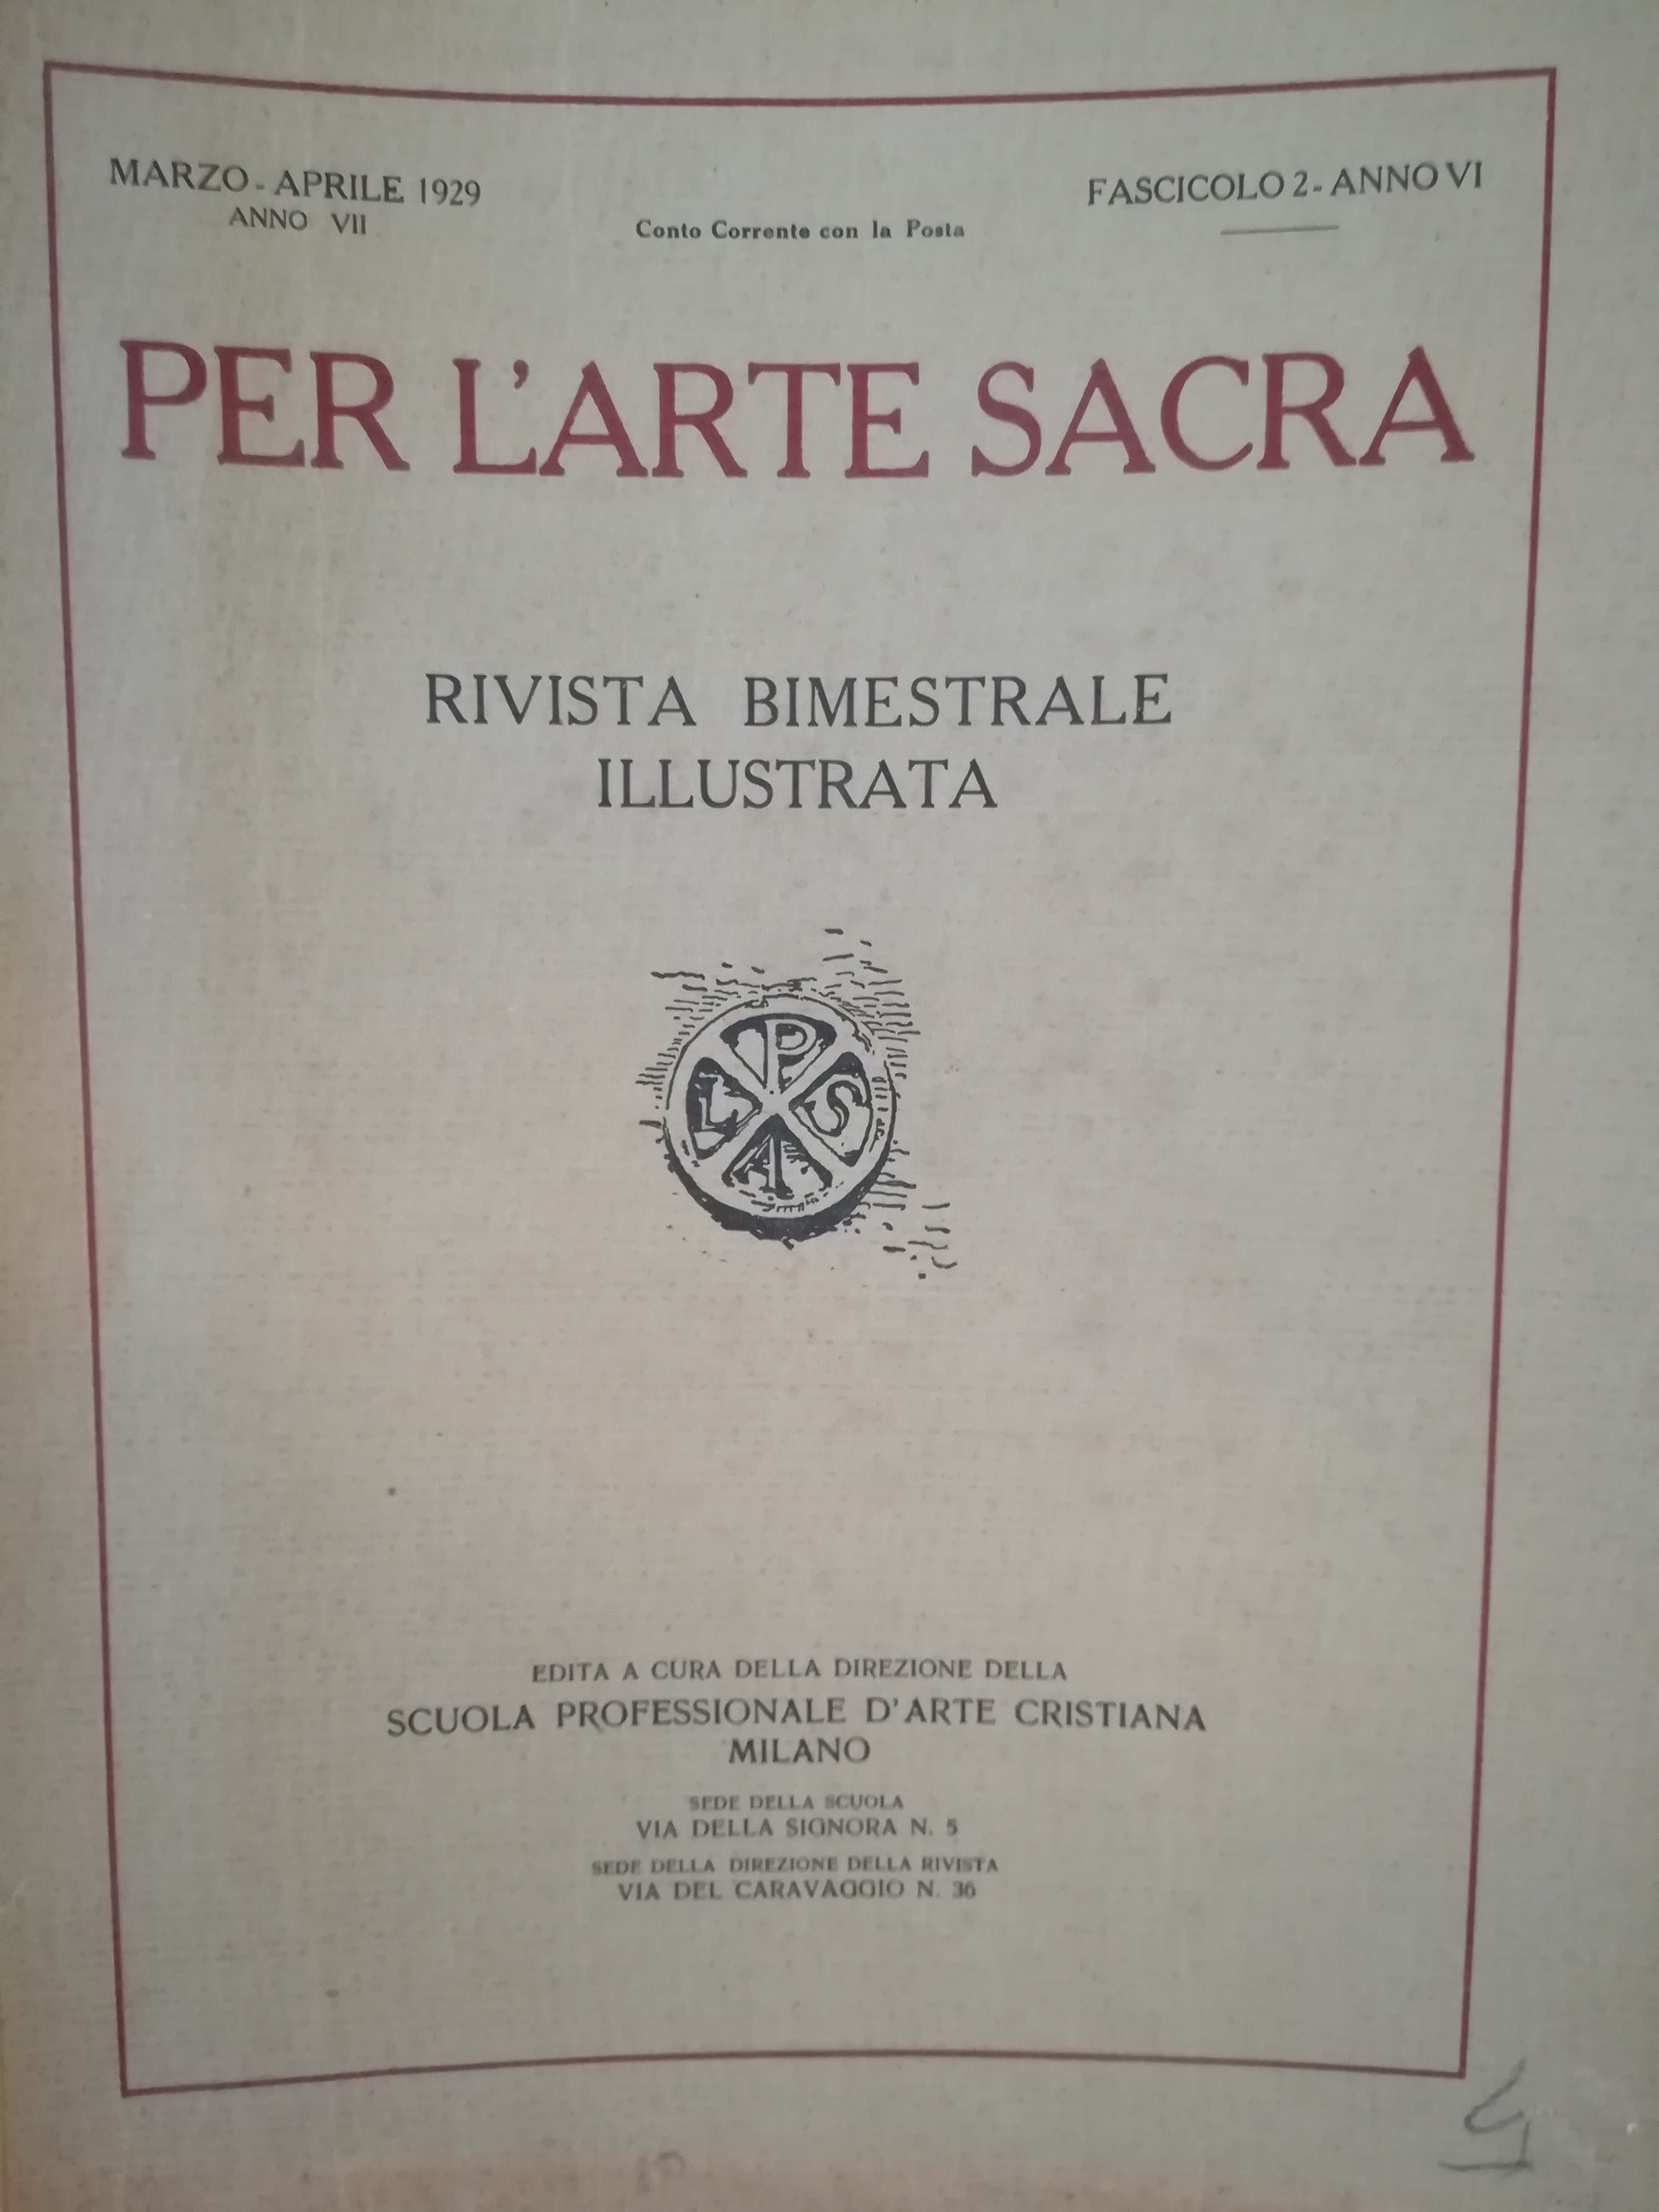 MARZO - APRILE 1929
ANNO VII
Conto Corrente con la Posta
FASCICOLO 2 - ANNO VI
PER L'ARTE SACRA
RIVISTA BIMESTRALE
ILLUSTRATA
P
L S
A
EDITA A CURA DELLA DIREZIONE DELLA
SCUOLA PROFESSIONALE D'ARTE CRISTIANA
MILANO
SEDE DELLA SCUOLA
VIA DELLA SIGNORA N. 5
SEDE DELLA DIREZIONE DELLA RIVISTA
VIA DEL CARAVAGGIO N. 36